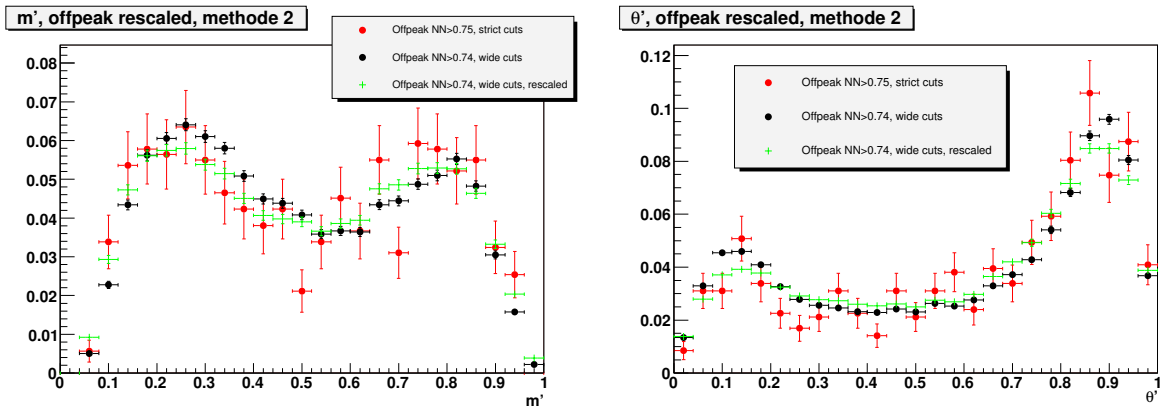 m', offpeak rescaled, methode 2
Offpeak NN>0.75, strict cuts
Offpeak NN>0.74, wide cuts
Offpeak NN>0.74, wide cuts, rescaled
0.08
0.07
0.06
0.05
0.04
0.03
0.02
0.01
0
0 0.1 0.2 0.3 0.4 0.5 0.6 0.7 0.8 0.9 1
m'
θ', offpeak rescaled, methode 2
Offpeak NN>0.75, strict cuts
Offpeak NN>0.74, wide cuts
Offpeak NN>0.74, wide cuts, rescaled
0.12
0.1
0.08
0.06
0.04
0.02
0
0 0.1 0.2 0.3 0.4 0.5 0.6 0.7 0.8 0.9 1
θ'